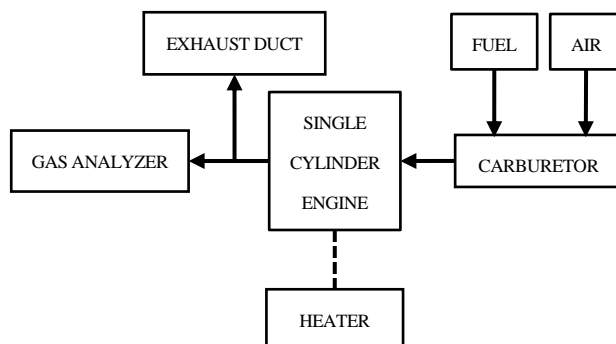 EXHAUST DUCT
FUEL
AIR
SINGLE
CYLINDER
ENGINE
GAS ANALYZER
CARBURETOR
HEATER